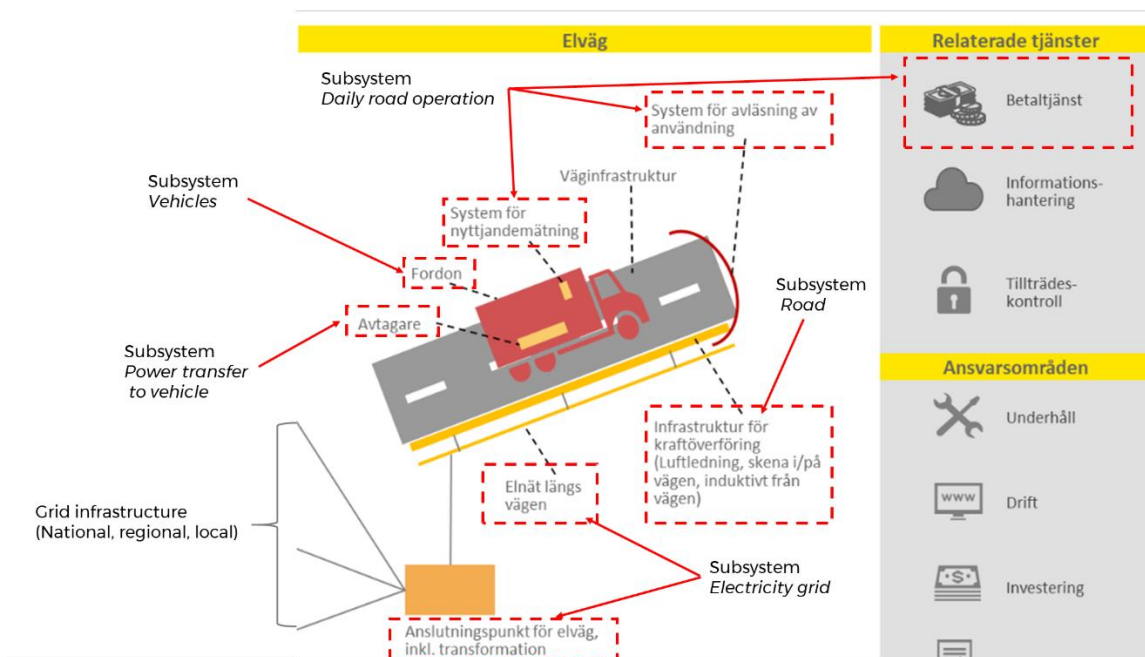 Elväg
Relaterade tjänster
Subsystem
Daily road operation
System för avläsning av
användning
Betaltjänst
Subsystem
Vehicles
Väginfrastruktur
Informations-
hantering
System för
nyttjandemätning
Fordon
Subsystem
Road
Tillträdes-
kontroll
Avtagare
Subsystem
Power transfer
to vehicle
Ansvarsområden
Underhåll
Infrastruktur för
kraftöverföring
(Luftledning, skena i/på
vägen, induktivt från
vägen)
Elnät längs
vägen
www
Drift
Grid infrastructure
(National, regional, local)
Subsystem
Electricity grid
$
Investering
Anslutningspunkt för elväg,
inkl. transformation